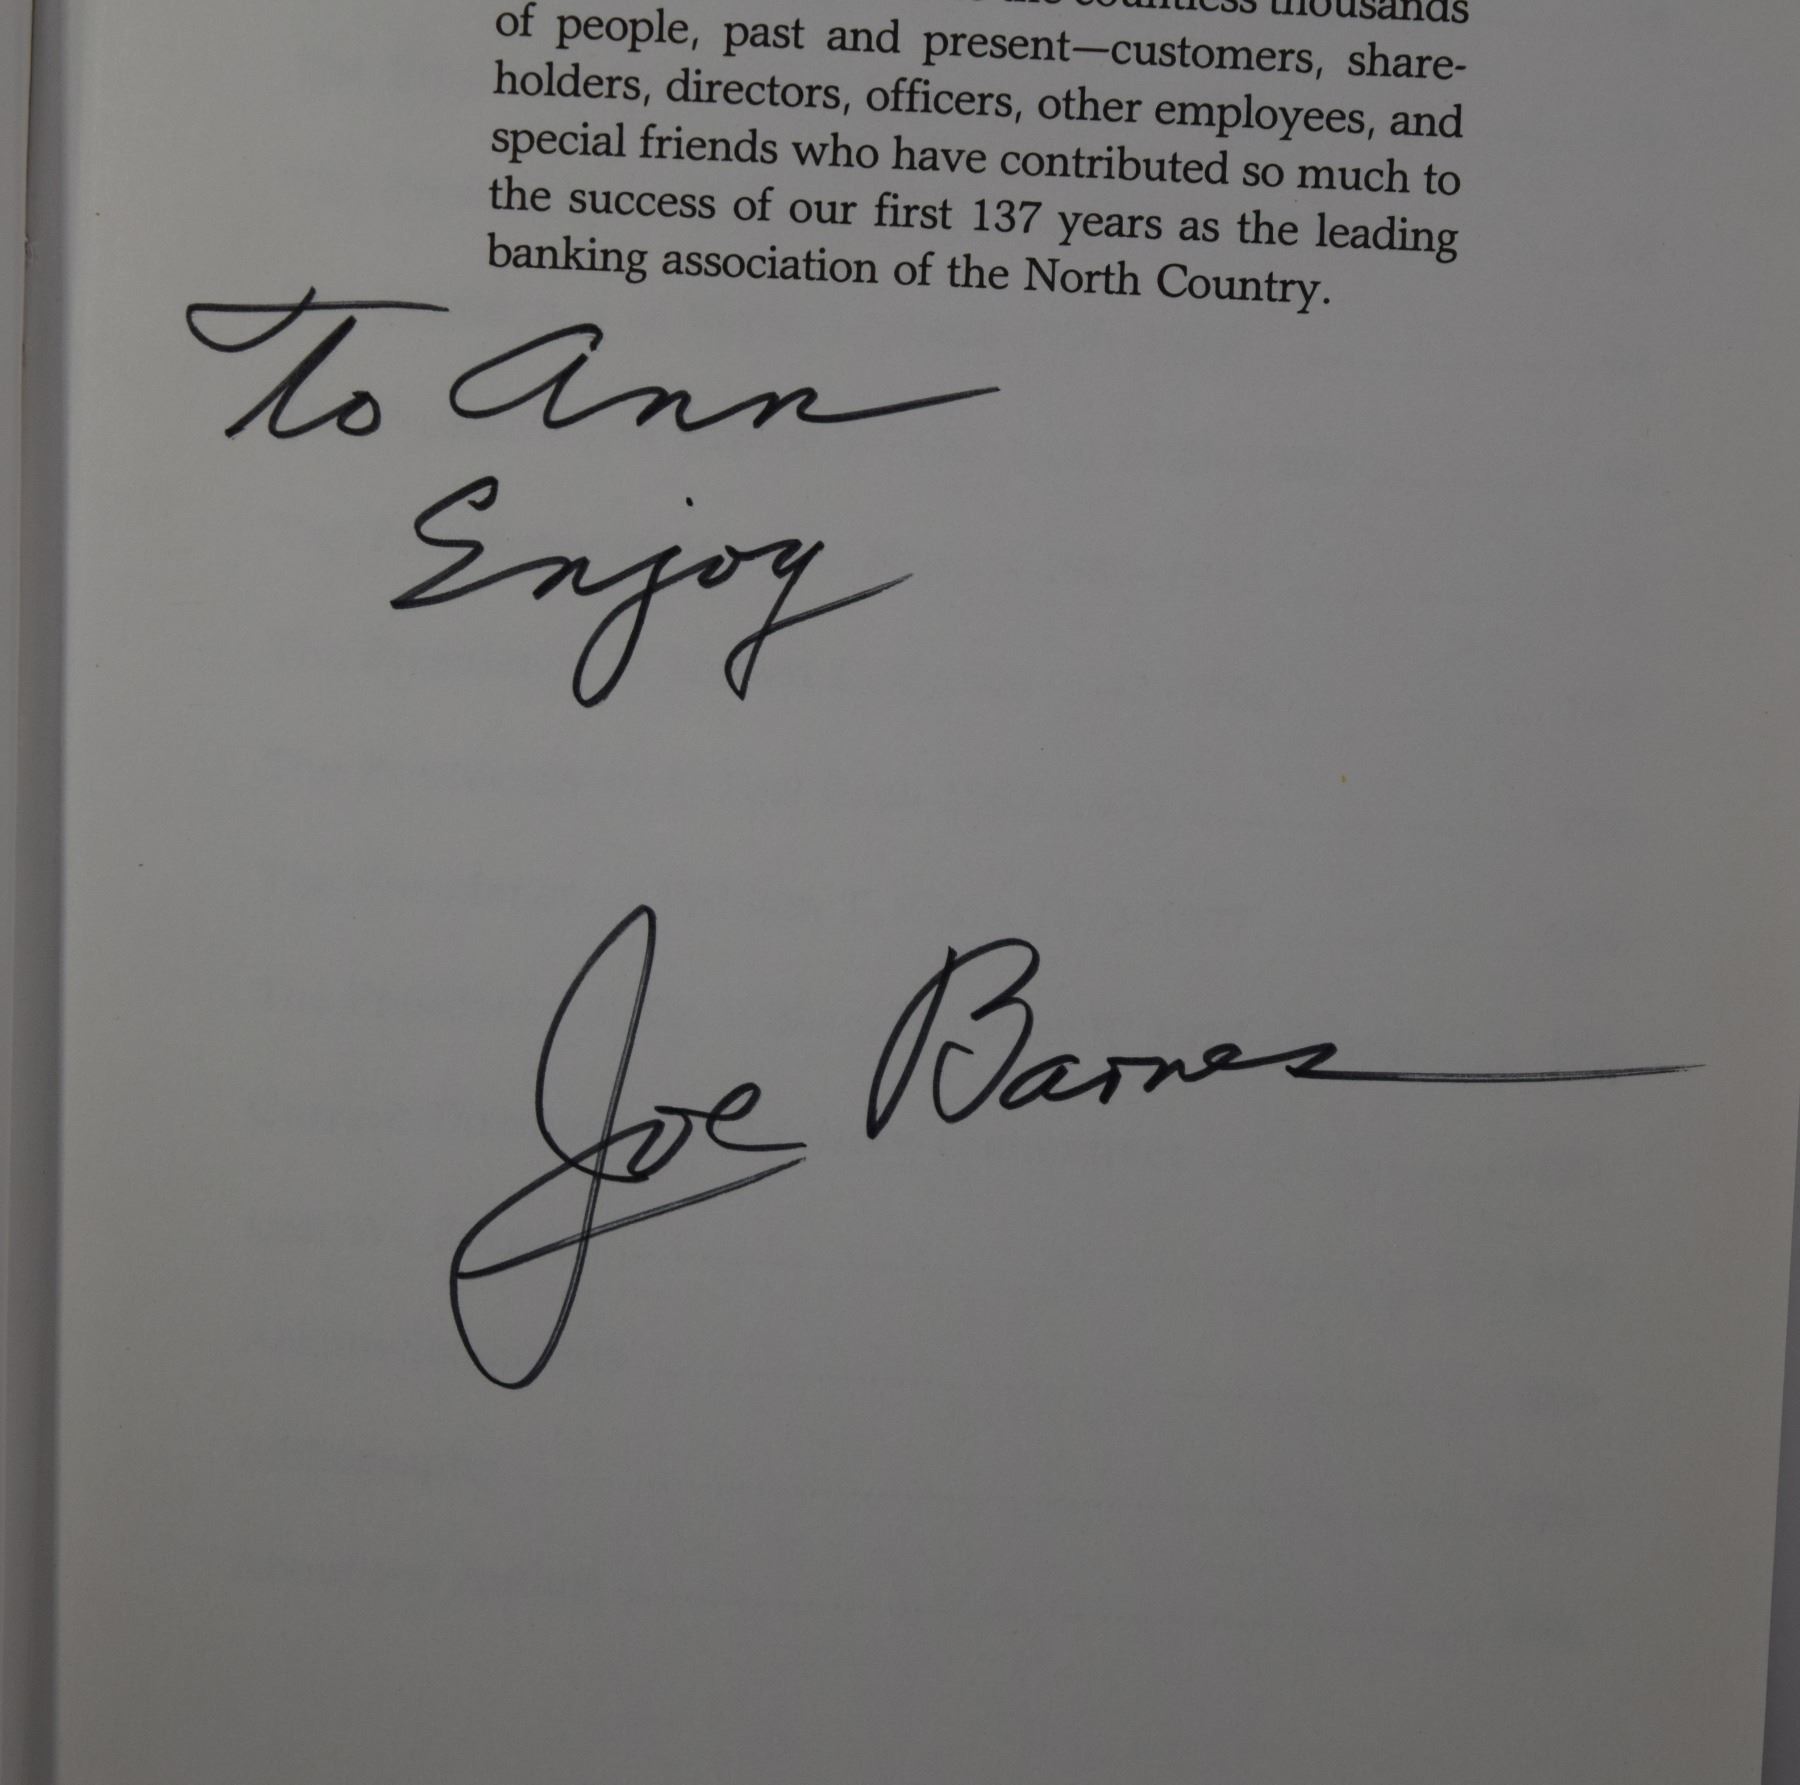 countless thousands
of people, past and present—customers, share-
holders, directors, officers, other employees, and
special friends who have contributed so much to
the success of our first 137 years as the leading
banking association of the North Country.
To Ann
Enjoy
Joe Barnes